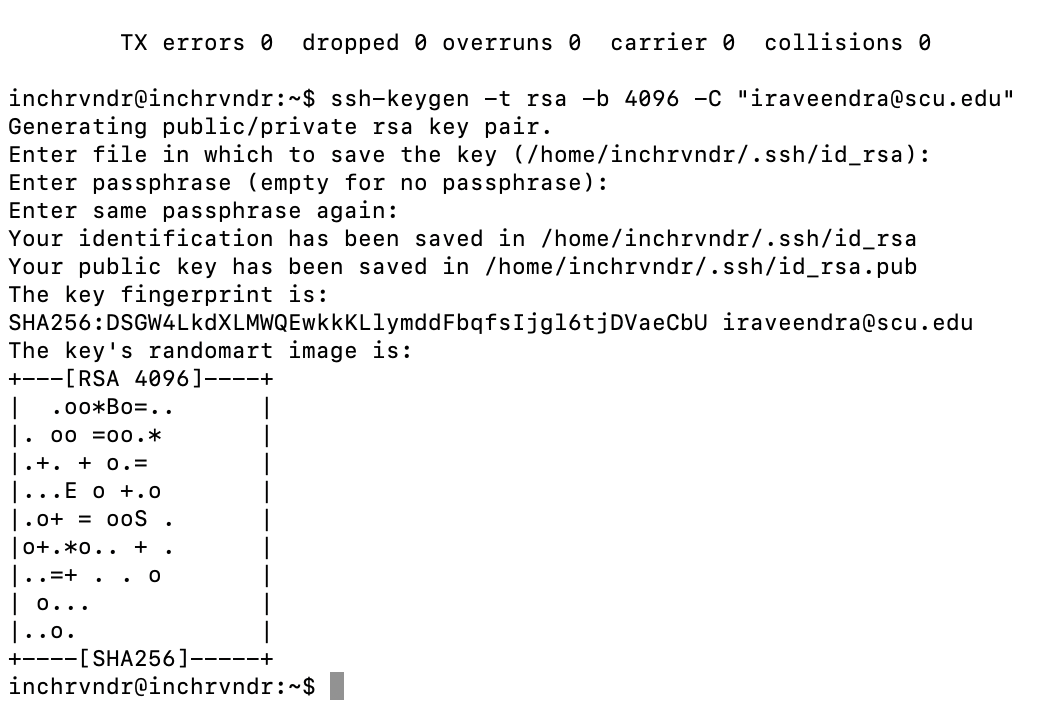 TX errors 0  dropped 0 overruns 0  carrier 0  collisions 0
inchrvndr@inchrvndr:~$ ssh-keygen -t rsa -b 4096 -C "iraveendra@scu.edu"
Generating public/private rsa key pair.
Enter file in which to save the key (/home/inchrvndr/.ssh/id_rsa):
Enter passphrase (empty for no passphrase):
Enter same passphrase again:
Your identification has been saved in /home/inchrvndr/.ssh/id_rsa
Your public key has been saved in /home/inchrvndr/.ssh/id_rsa.pub
The key fingerprint is:
SHA256:DSGW4LkdXLMWQEwkkKLlymddFbqfsIjgl6tjDVaeCbU iraveendra@scu.edu
The key's randomart image is:
+---[RSA 4096]----+
|  .oo*Bo=..      |
|. oo =oo.*       |
|.+. + o.=        |
|...E o +.o       |
|.o+ = ooS .      |
|o+.*o.. + .      |
|..=+ . . o       |
| o...            |
|..o.             |
+----[SHA256]-----+
inchrvndr@inchrvndr:~$